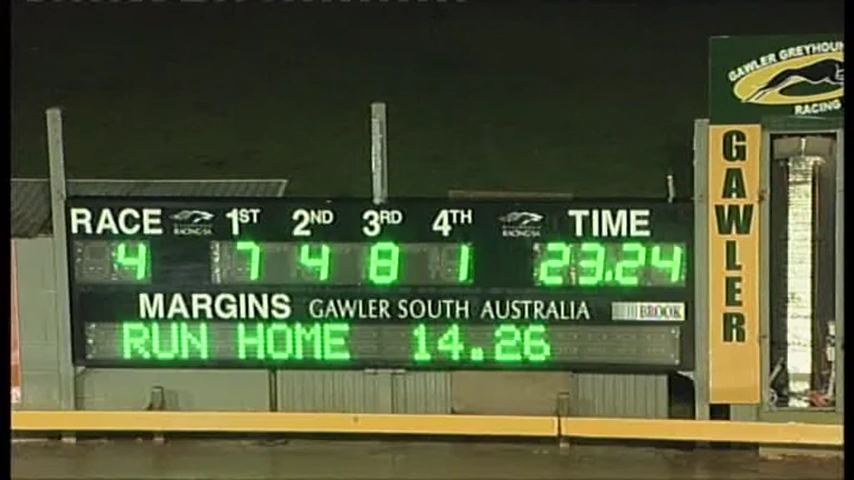 GAWLER GREYHOUN
RACING
GAWLER
RACE 1ST 2ND 3RD 4TH TIME
4 7 4 8 1 23.24
MARGINS GAWLER SOUTH AUSTRALIA BROOK
RUN HOME 14.26